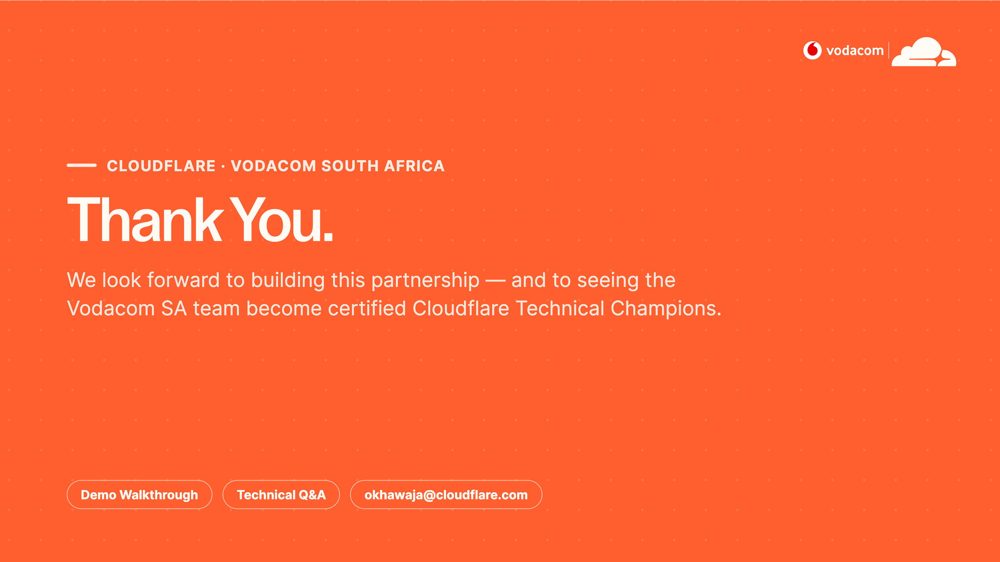 vodacom
CLOUDFLARE · VODACOM SOUTH AFRICA
Thank You.
We look forward to building this partnership — and to seeing the
Vodacom SA team become certified Cloudflare Technical Champions.
Demo Walkthrough
Technical Q&A
okhawaja@cloudflare.com